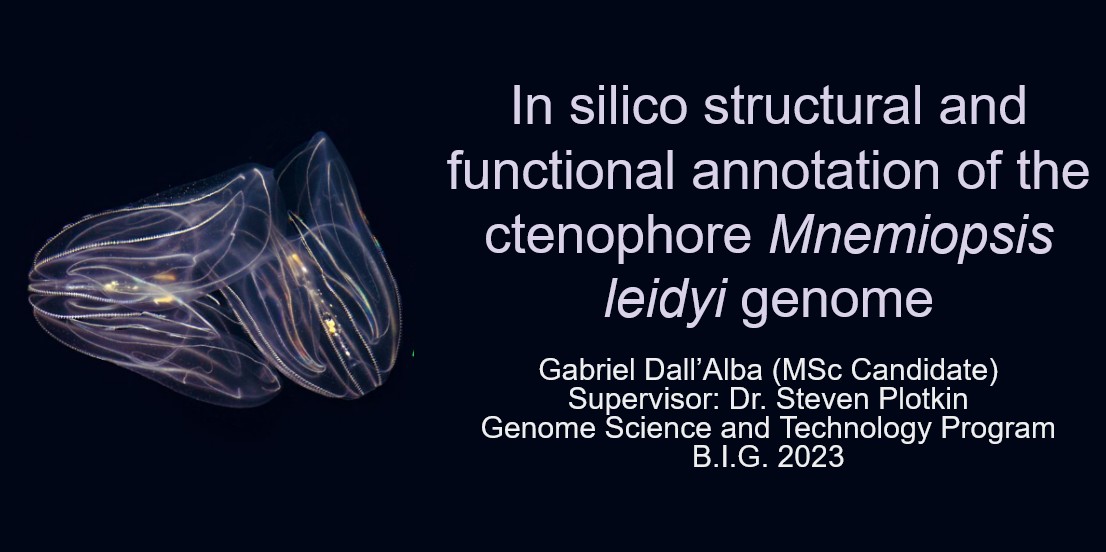 In silico structural and
functional annotation of the
ctenophore Mnemiopsis
leidyi genome
Gabriel Dall’Alba (MSc Candidate)
Supervisor: Dr. Steven Plotkin
Genome Science and Technology Program
B.I.G. 2023